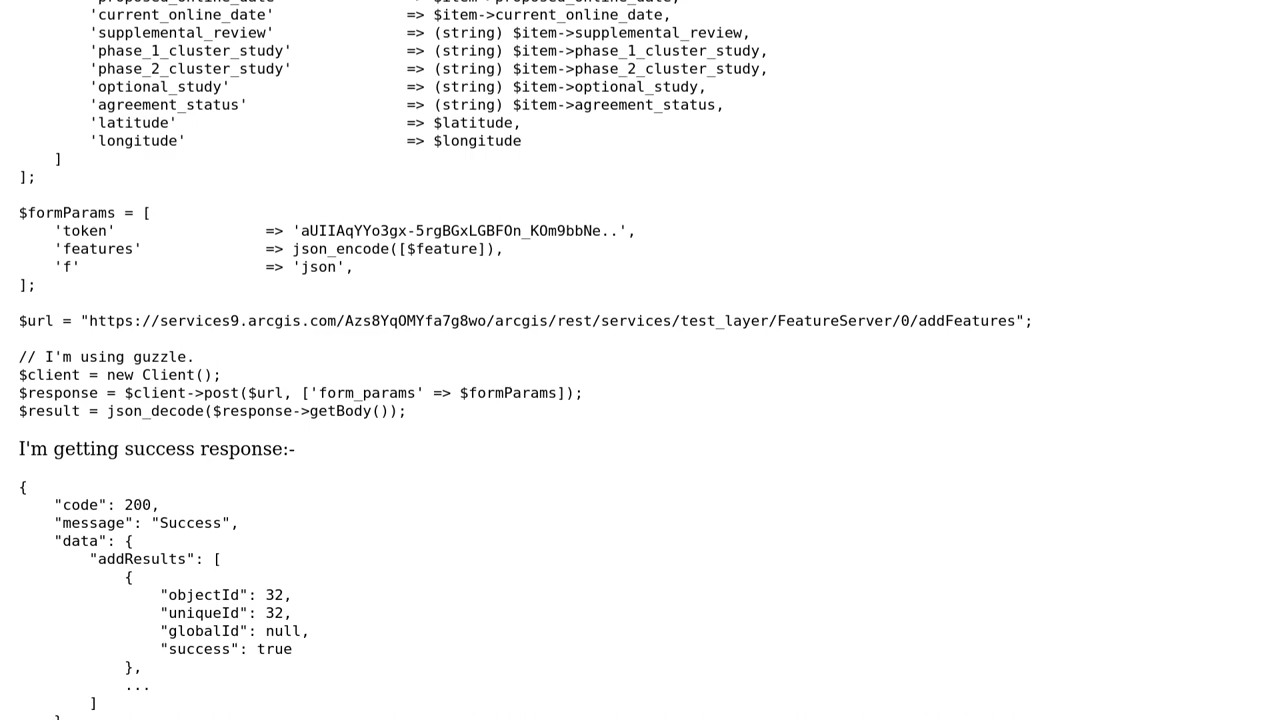 'proposed_online_date' => $item->proposed_online_date,
'current_online_date' => $item->current_online_date,
'supplemental_review' => (string) $item->supplemental_review,
'phase_1_cluster_study' => (string) $item->phase_1_cluster_study,
'phase_2_cluster_study' => (string) $item->phase_2_cluster_study,
'optional_study' => (string) $item->optional_study,
'agreement_status' => (string) $item->agreement_status,
'latitude' => $latitude,
'longitude' => $longitude
]
];
$formParams = [
'token' => 'aUIIAqYYo3gx-5rgBGxLGBFOn_KOm9bbNe..',
'features' => json_encode([$feature]),
'f' => 'json',
];
$url = "https://services9.arcgis.com/Azs8YqOMYfa7g8wo/arcgis/rest/services/test_layer/FeatureServer/0/addFeatures";
// I'm using guzzle.
$client = new Client();
$response = $client->post($url, ['form_params' => $formParams]);
$result = json_decode($response->getBody());
I'm getting success response:-
{
"code": 200,
"message": "Success",
"data": {
"addResults": [
{
"objectId": 32,
"uniqueId": 32,
"globalId": null,
"success": true
},
...
]
}